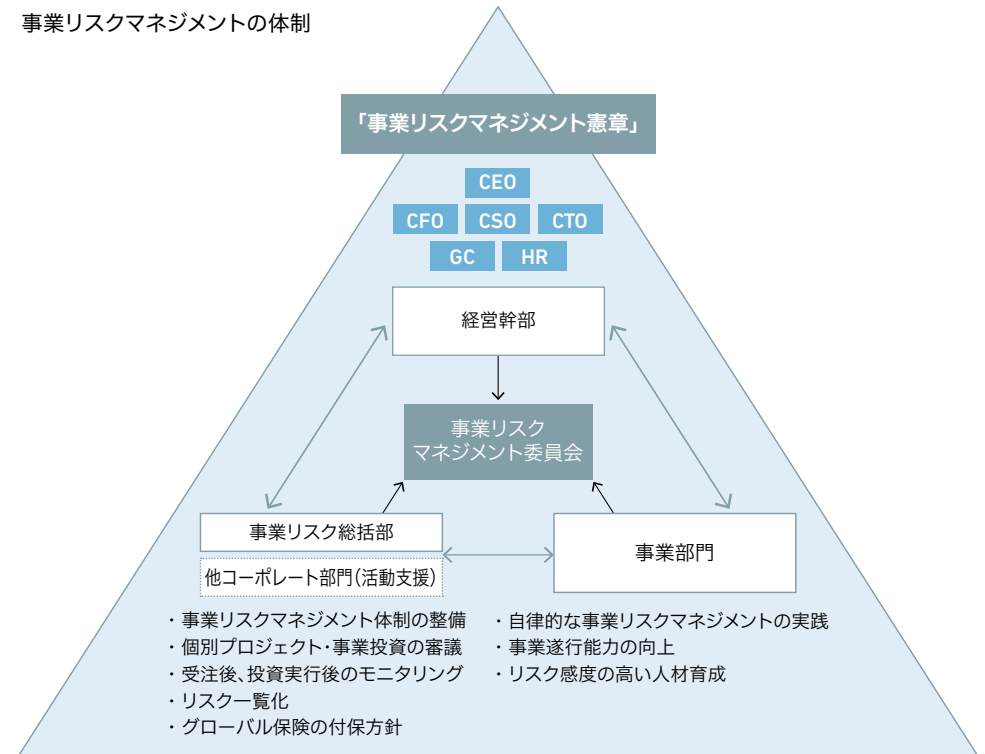 事業リスクマネジメントの体制
「事業リスクマネジメント憲章」
CEO
CFO CSO CTO
GC HR
経営幹部
事業リスク
マネジメント委員会
事業リスク総括部
他コーポレート部門(活動支援)
事業部門
・事業リスクマネジメント体制の整備
・個別プロジェクト・事業投資の審議
・受注後、投資実行後のモニタリング
・リスク一覧化
・グローバル保険の付保方針
・自律的な事業リスクマネジメントの実践
・事業遂行能力の向上
・リスク感度の高い人材育成